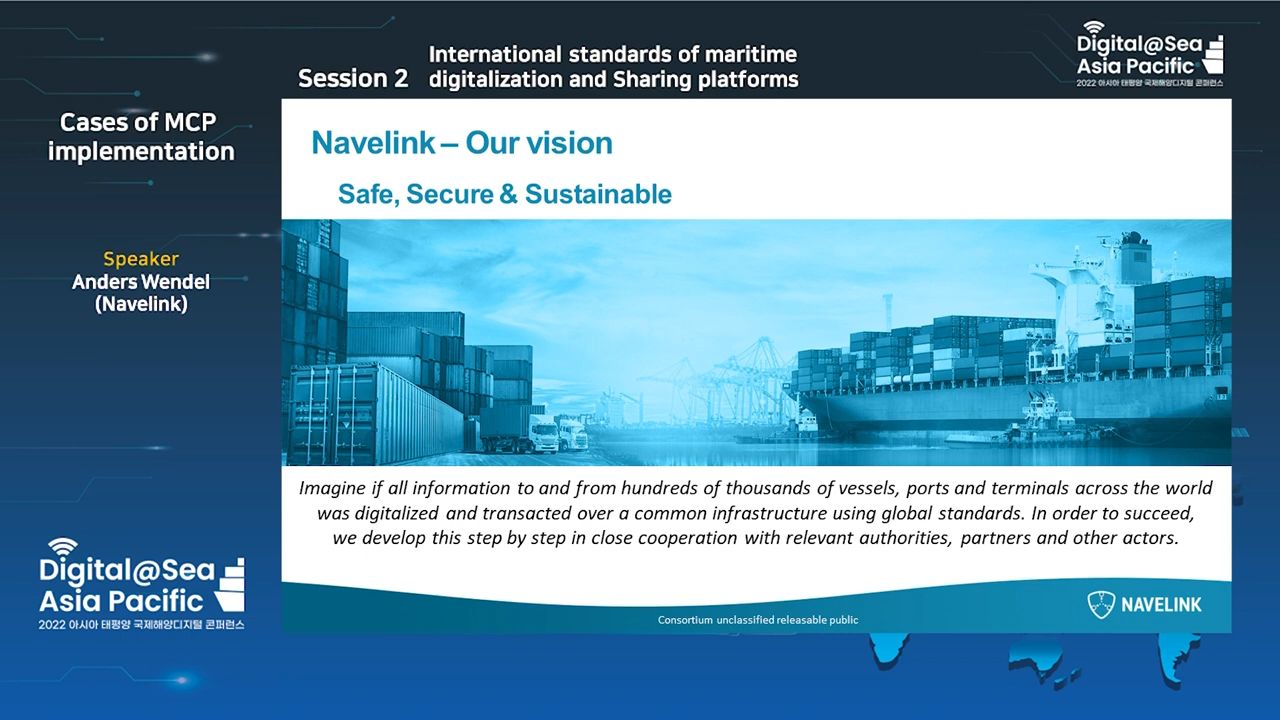 Session 2
International standards of maritime
digitalization and Sharing platforms
Digital@Sea
Asia Pacific
2022 아시아 태평양 국제해양디지털 콘퍼런스
Cases of MCP
implementation
Speaker
Anders Wendel
(Navelink)
Navelink – Our vision
Safe, Secure & Sustainable
Imagine if all information to and from hundreds of thousands of vessels, ports and terminals across the world
was digitalized and transacted over a common infrastructure using global standards. In order to succeed,
we develop this step by step in close cooperation with relevant authorities, partners and other actors.
Consortium unclassified releasable public
NAVELINK
Digital@Sea
Asia Pacific
2022 아시아 태평양 국제해양디지털 콘퍼런스